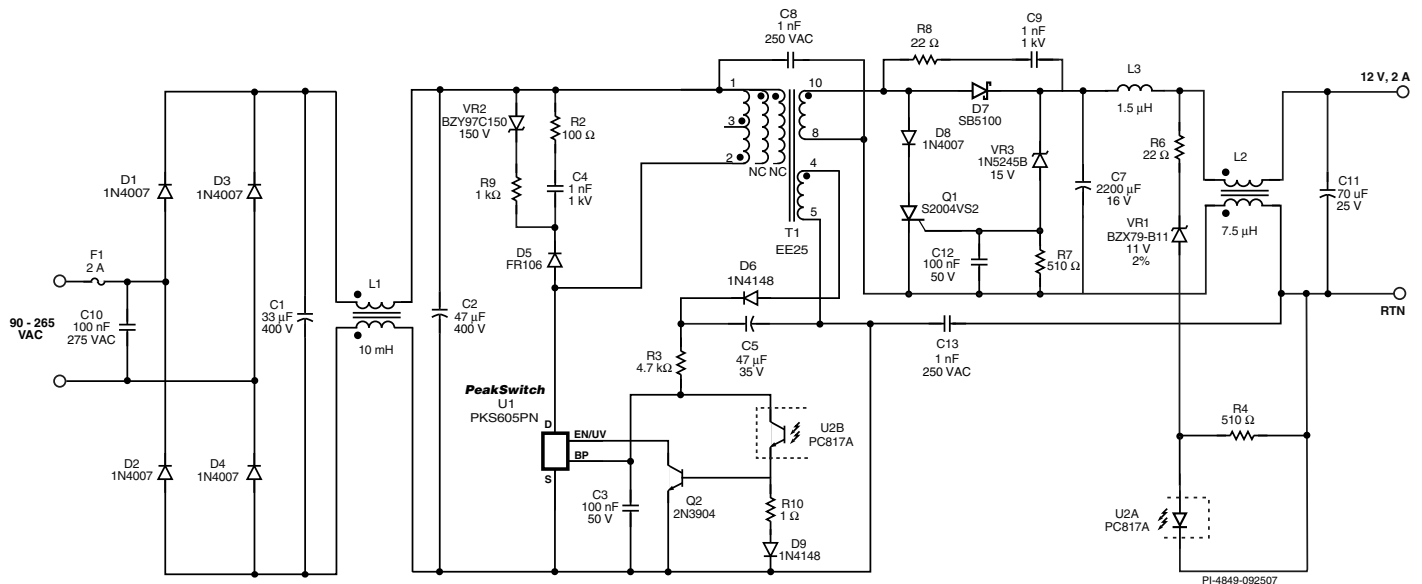 C8
1 nF
250 VAC
R8
22 Ω
C9
1 nF
1 kV
L3
1.5 μH
12 V, 2 A
1
3
2
NC NC
10
8
4
5
T1
EE25
D7
SB5100
VR2
BZY97C150
150 V
R2
100 Ω
R9
1 kΩ
C4
1 nF
1 kV
D5
FR106
D8
1N4007
VR3
1N5245B
15 V
Q1
S2004VS2
C12
100 nF
50 V
R7
510 Ω
C7
2200 μF
16 V
R6
22 Ω
VR1
BZX79-B11
11 V
2%
L2
7.5 μH
C11
70 uF
25 V
RTN
D1
1N4007
D3
1N4007
F1
2 A
90 - 265
VAC
C10
100 nF
275 VAC
C1
33 μF
400 V
L1
10 mH
C2
47 μF
400 V
D6
1N4148
C5
47 μF
35 V
C13
1 nF
250 VAC
R3
4.7 kΩ
PeakSwitch
U1
PKS605PN
D
EN/UV
BP
S
U2B
PC817A
R4
510 Ω
D2
1N4007
D4
1N4007
C3
100 nF
50 V
Q2
2N3904
R10
1 Ω
D9
1N4148
U2A
PC817A
PI-4849-092507